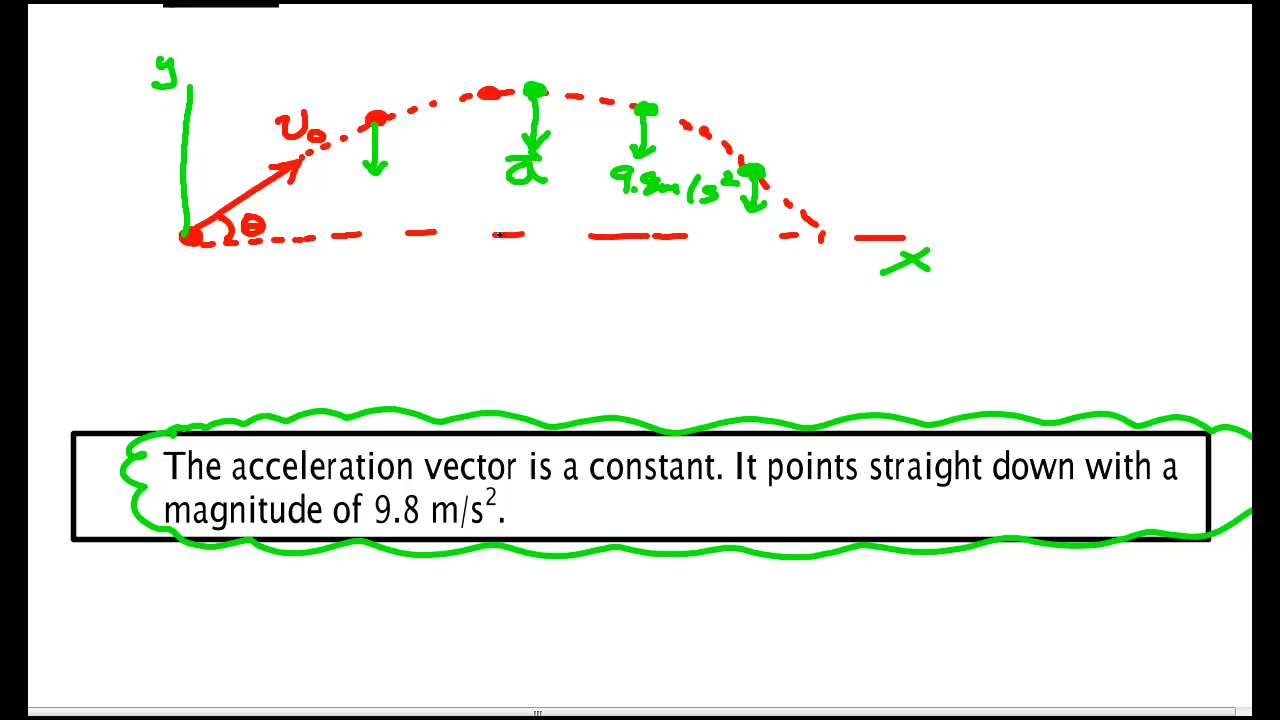 y
v₀
θ
a
9.8m/s²
x
The acceleration vector is a constant. It points straight down with a
magnitude of 9.8 m/s².